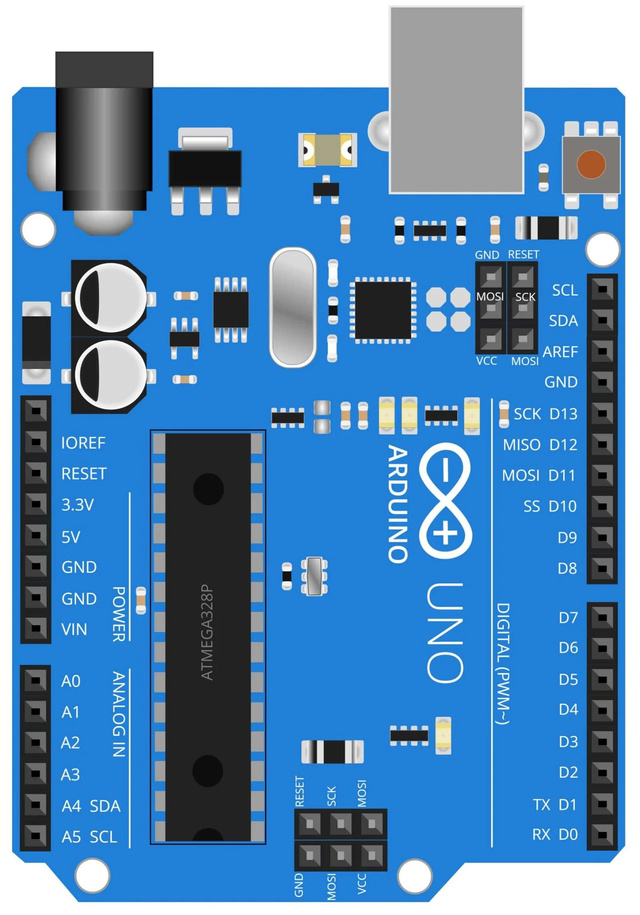 GND RESET
MOSI SCK
VCC MOSI
SCL
SDA
AREF
GND
SCK D13
MISO D12
MOSI D11
SS D10
D9
D8
IOREF
RESET
3.3V
5V
GND
GND
VIN
POWER
ATMEGA328P
ARDUINO
UNO
DIGITAL (PWM~)
D7
D6
D5
D4
D3
D2
TX D1
RX D0
A0
A1
A2
A3
A4 SDA
A5 SCL
ANALOG IN
RESET SCK MOSI
GND MOSI VCC